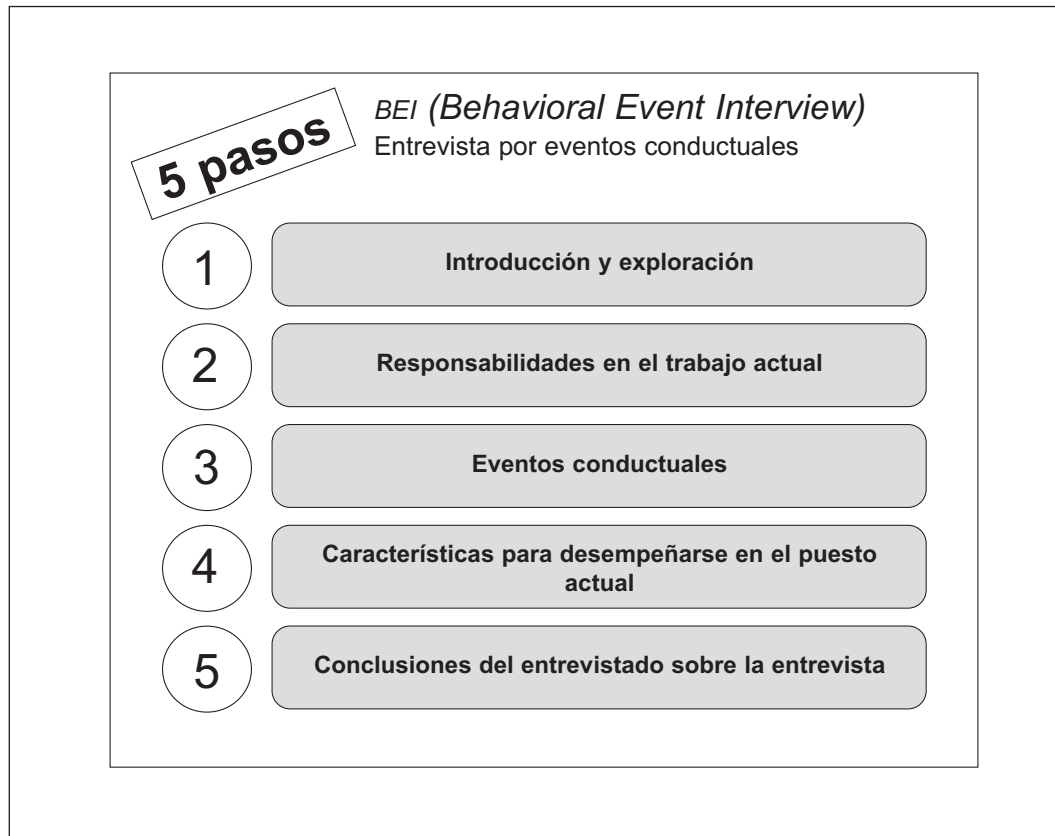 5 pasos
BEI (Behavioral Event Interview)
Entrevista por eventos conductuales
1
Introducción y exploración
2
Responsabilidades en el trabajo actual
3
Eventos conductuales
4
Características para desempeñarse en el puesto
actual
5
Conclusiones del entrevistado sobre la entrevista